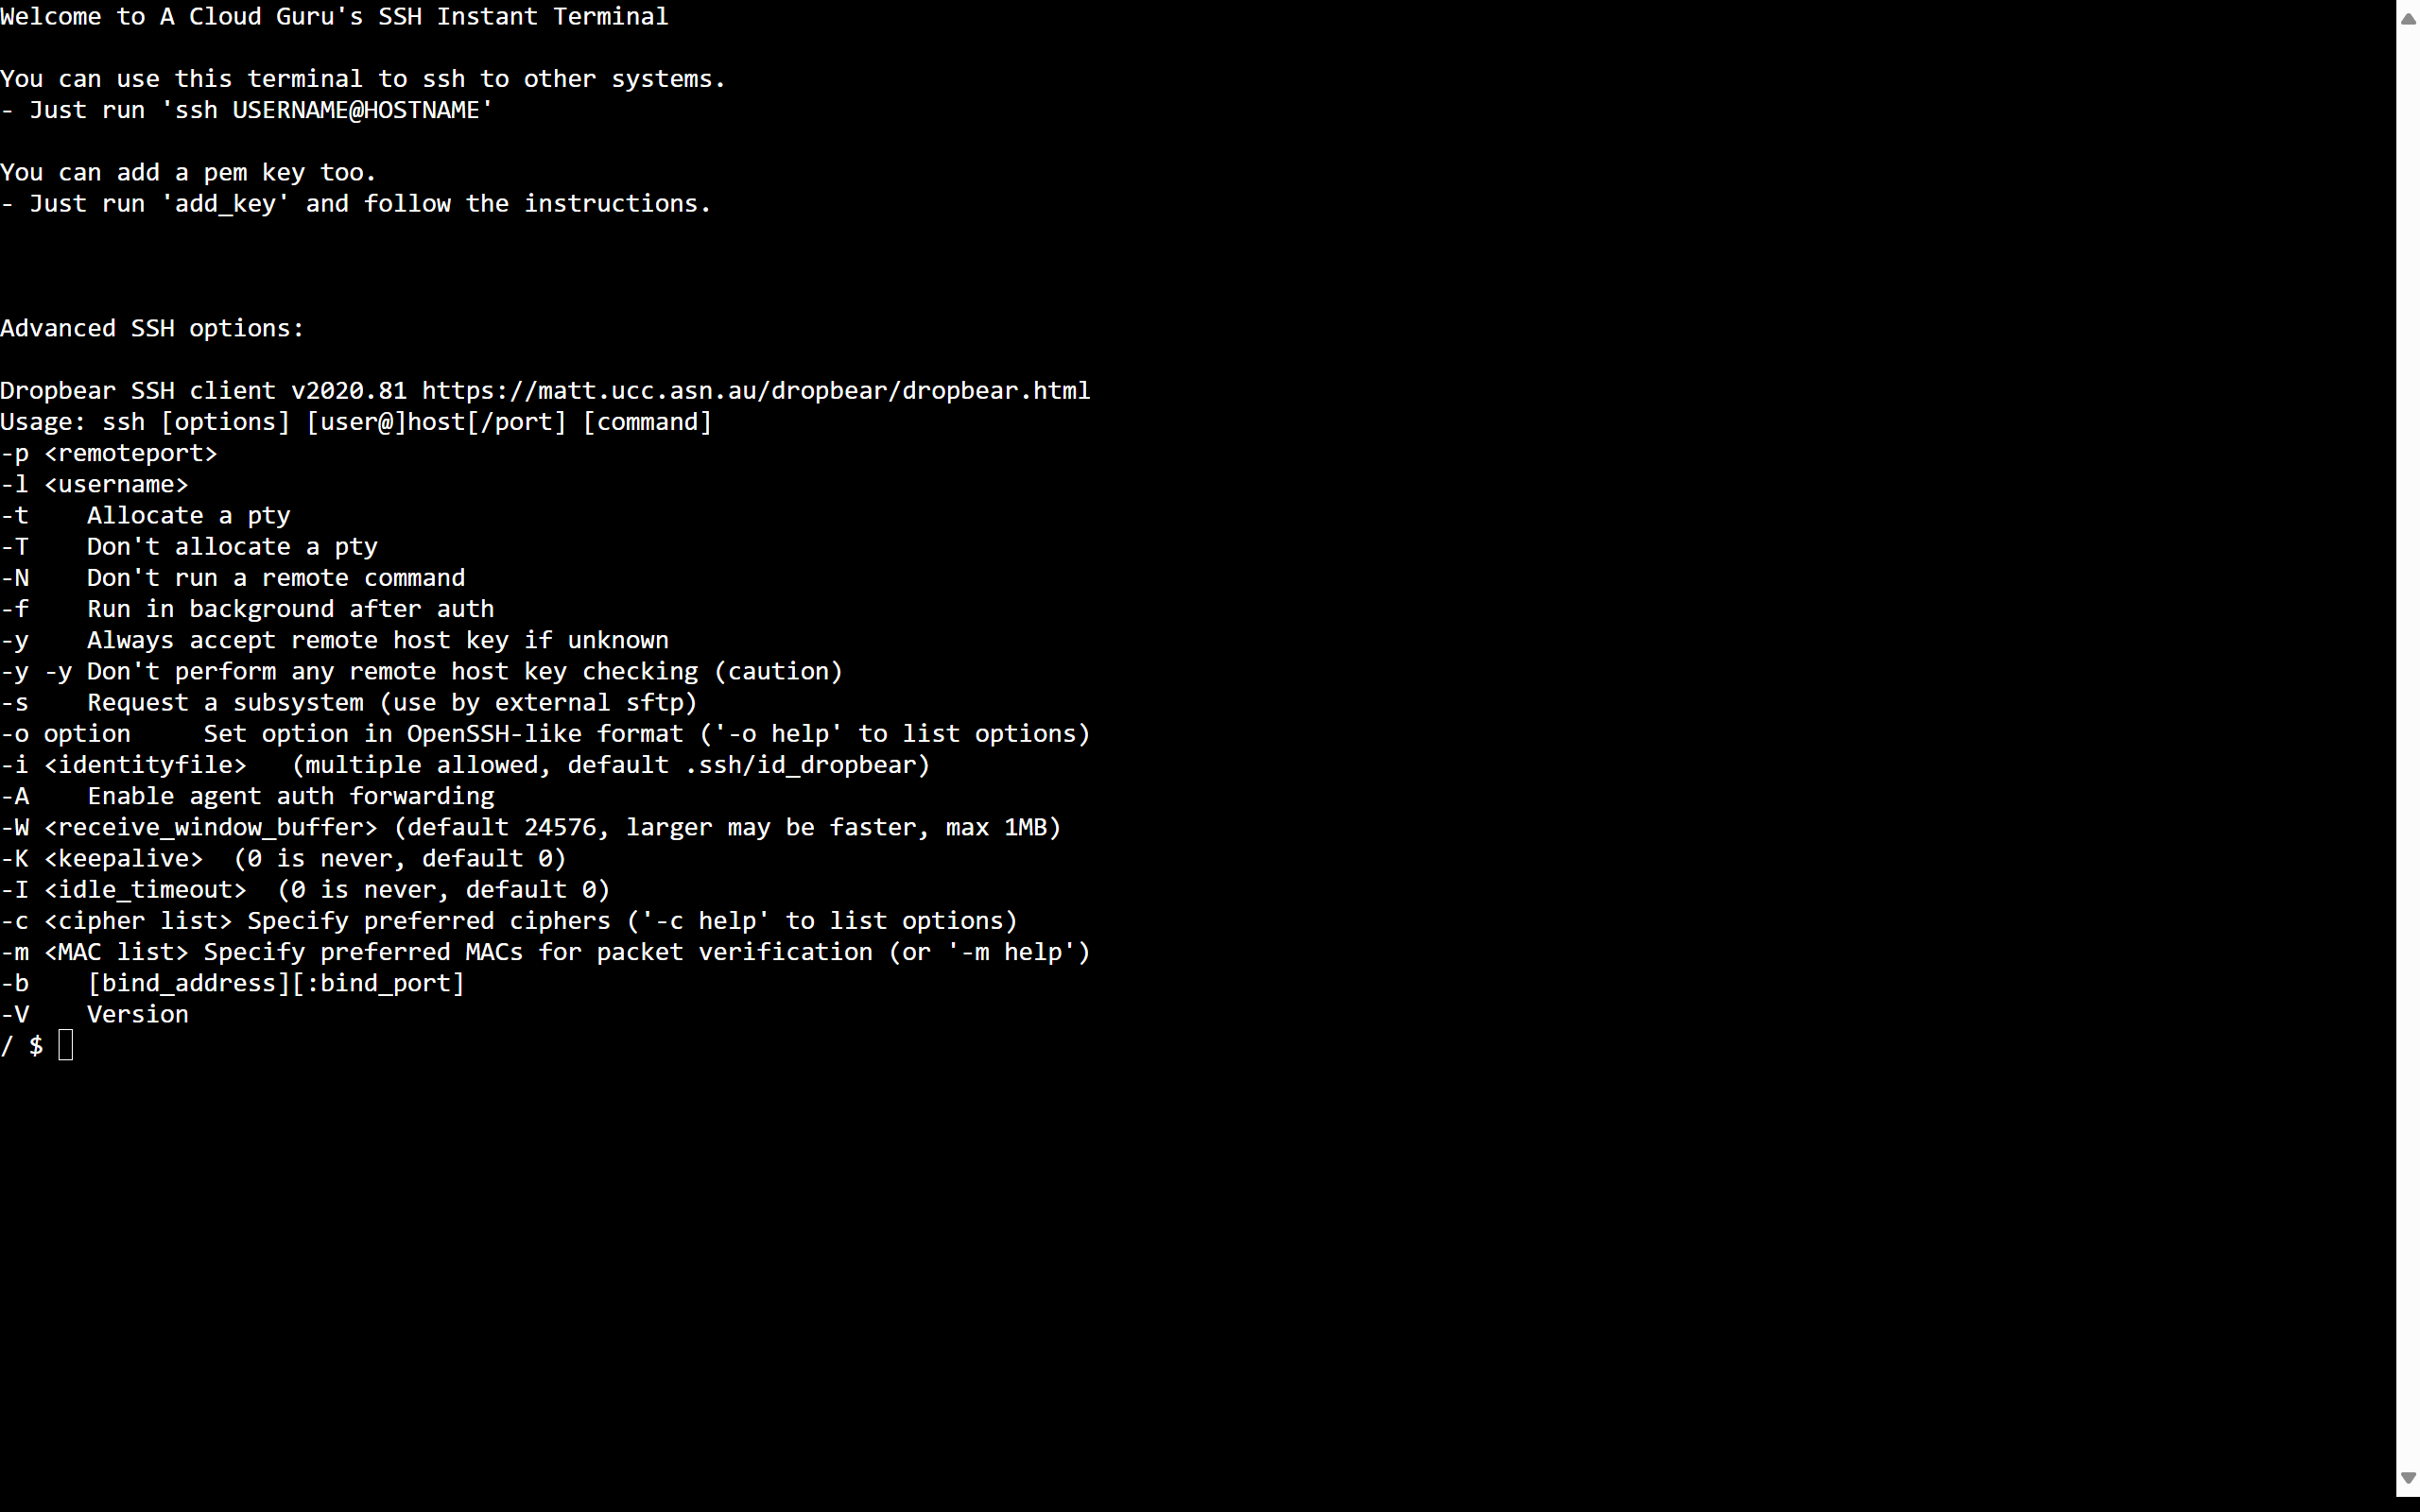 Welcome to A Cloud Guru's SSH Instant Terminal
You can use this terminal to ssh to other systems.
- Just run 'ssh USERNAME@HOSTNAME'
You can add a pem key too.
- Just run 'add_key' and follow the instructions.
Advanced SSH options:
Dropbear SSH client v2020.81 https://matt.ucc.asn.au/dropbear/dropbear.html
Usage: ssh [options] [user@]host[/port] [command]
-p <remoteport>
-l <username>
-t    Allocate a pty
-T    Don't allocate a pty
-N    Don't run a remote command
-f    Run in background after auth
-y    Always accept remote host key if unknown
-y -y Don't perform any remote host key checking (caution)
-s    Request a subsystem (use by external sftp)
-o option     Set option in OpenSSH-like format ('-o help' to list options)
-i <identityfile>   (multiple allowed, default .ssh/id_dropbear)
-A    Enable agent auth forwarding
-W <receive_window_buffer> (default 24576, larger may be faster, max 1MB)
-K <keepalive>  (0 is never, default 0)
-I <idle_timeout>  (0 is never, default 0)
-c <cipher list> Specify preferred ciphers ('-c help' to list options)
-m <MAC list> Specify preferred MACs for packet verification (or '-m help')
-b    [bind_address][:bind_port]
-V    Version
/ $